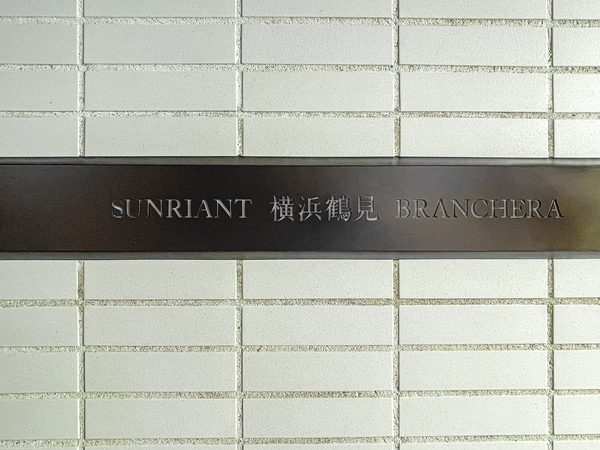 SUNRIANT 横浜鶴見 BRANCHERA